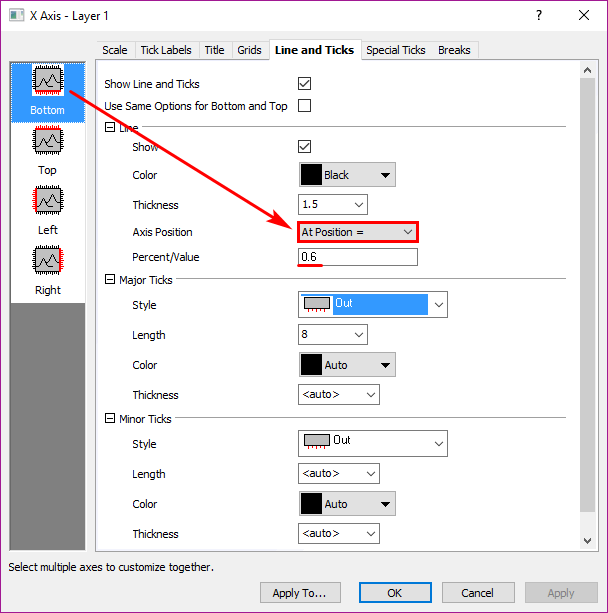 X Axis - Layer 1
?
Scale Tick Labels Title Grids Line and Ticks Special Ticks Breaks
Bottom
Top
Left
Right
Show Line and Ticks
Use Same Options for Bottom and Top
Line
Show
Color Black
Thickness 1.5
Axis Position At Position =
Percent/Value 0.6
Major Ticks
Style Out
Length 8
Color Auto
Thickness <auto>
Minor Ticks
Style Out
Length <auto>
Color Auto
Thickness <auto>
Select multiple axes to customize together.
Apply To... OK Cancel Apply